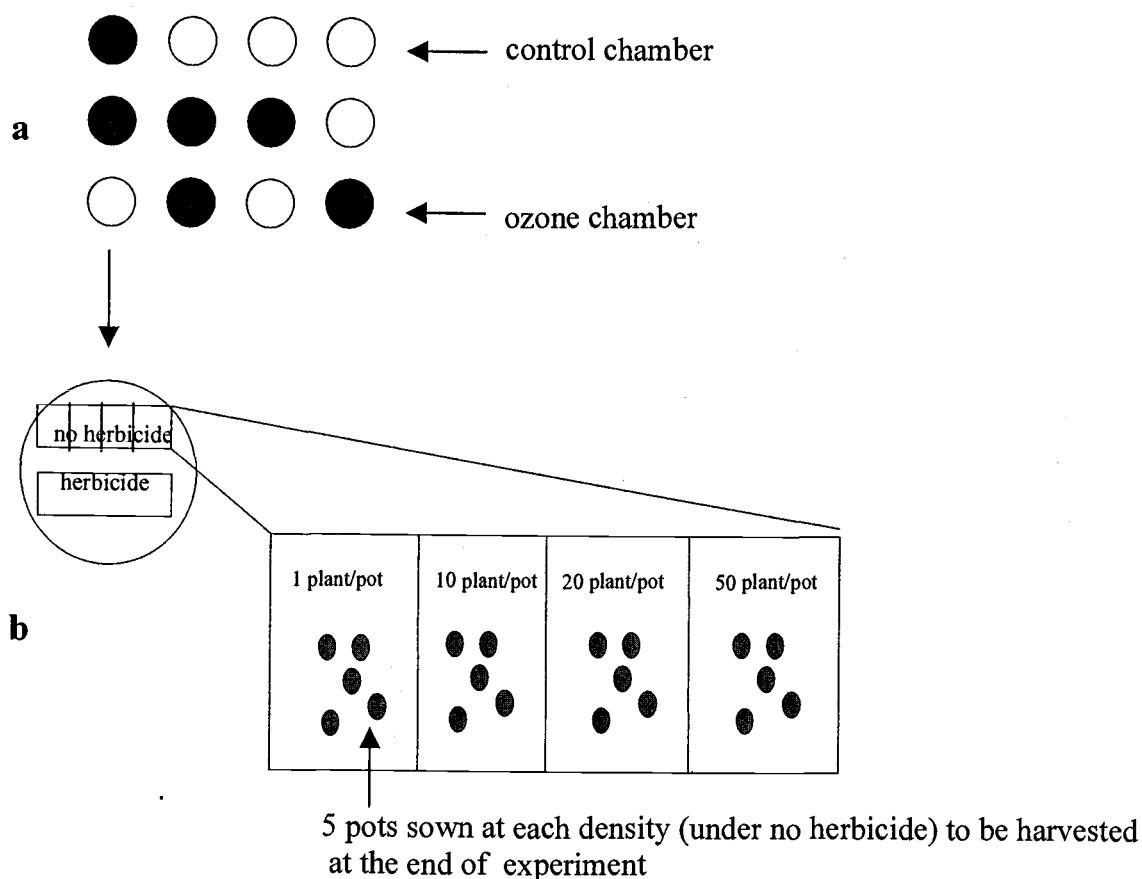 control chamber
a
ozone chamber
no herbicide
herbicide
1 plant/pot
10 plant/pot
20 plant/pot
50 plant/pot
b
5 pots sown at each density (under no herbicide) to be harvested
at the end of experiment